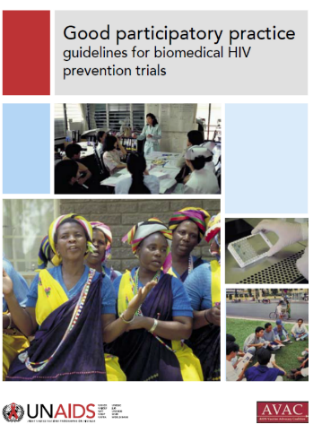 Good participatory practice
guidelines for biomedical HIV
prevention trials
UNAIDS
AVAC